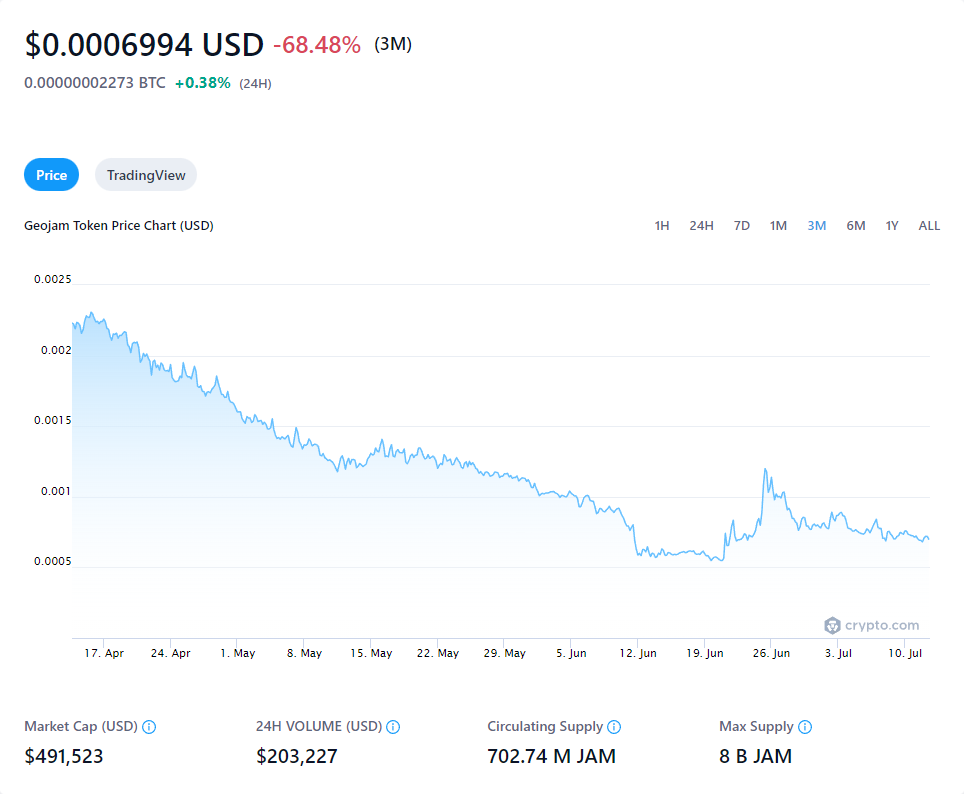 $0.0006994 USD -68.48% (3M)
0.00000002273 BTC +0.38% (24H)
Price TradingView
Geojam Token Price Chart (USD) 1H 24H 7D 1M 3M 6M 1Y ALL
0.0025
0.002
0.0015
0.001
0.0005
crypto.com
17. Apr 24. Apr 1. May 8. May 15. May 22. May 29. May 5. Jun 12. Jun 19. Jun 26. Jun 3. Jul 10. Jul
Market Cap (USD) 24H VOLUME (USD) Circulating Supply Max Supply
$491,523 $203,227 702.74 M JAM 8 B JAM